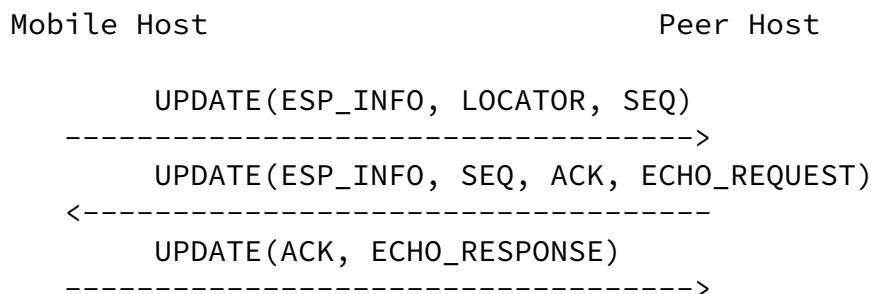 Mobile Host Peer Host
UPDATE(ESP_INFO, LOCATOR, SEQ)
----------------------------------->
UPDATE(ESP_INFO, SEQ, ACK, ECHO_REQUEST)
<-----------------------------------
UPDATE(ACK, ECHO_RESPONSE)
----------------------------------->